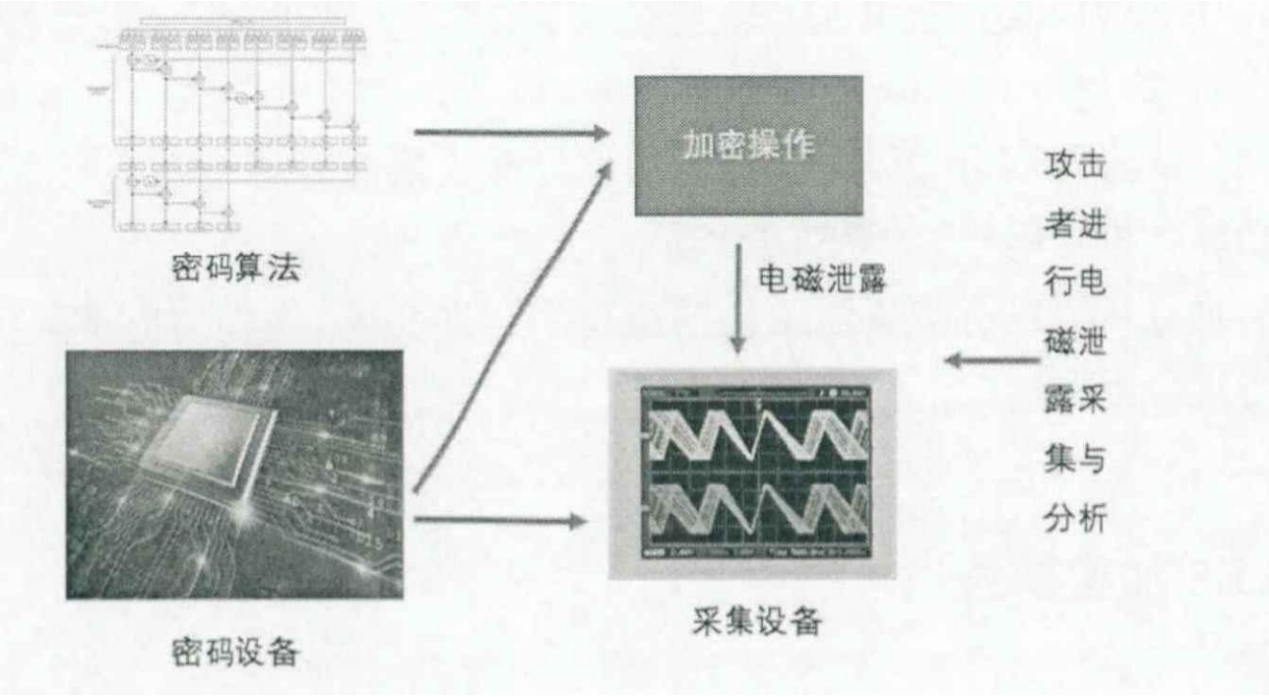 加密操作
密码算法
电磁泄露
攻击
者进
行电
磁泄
露采
集与
分析
采集设备
密码设备